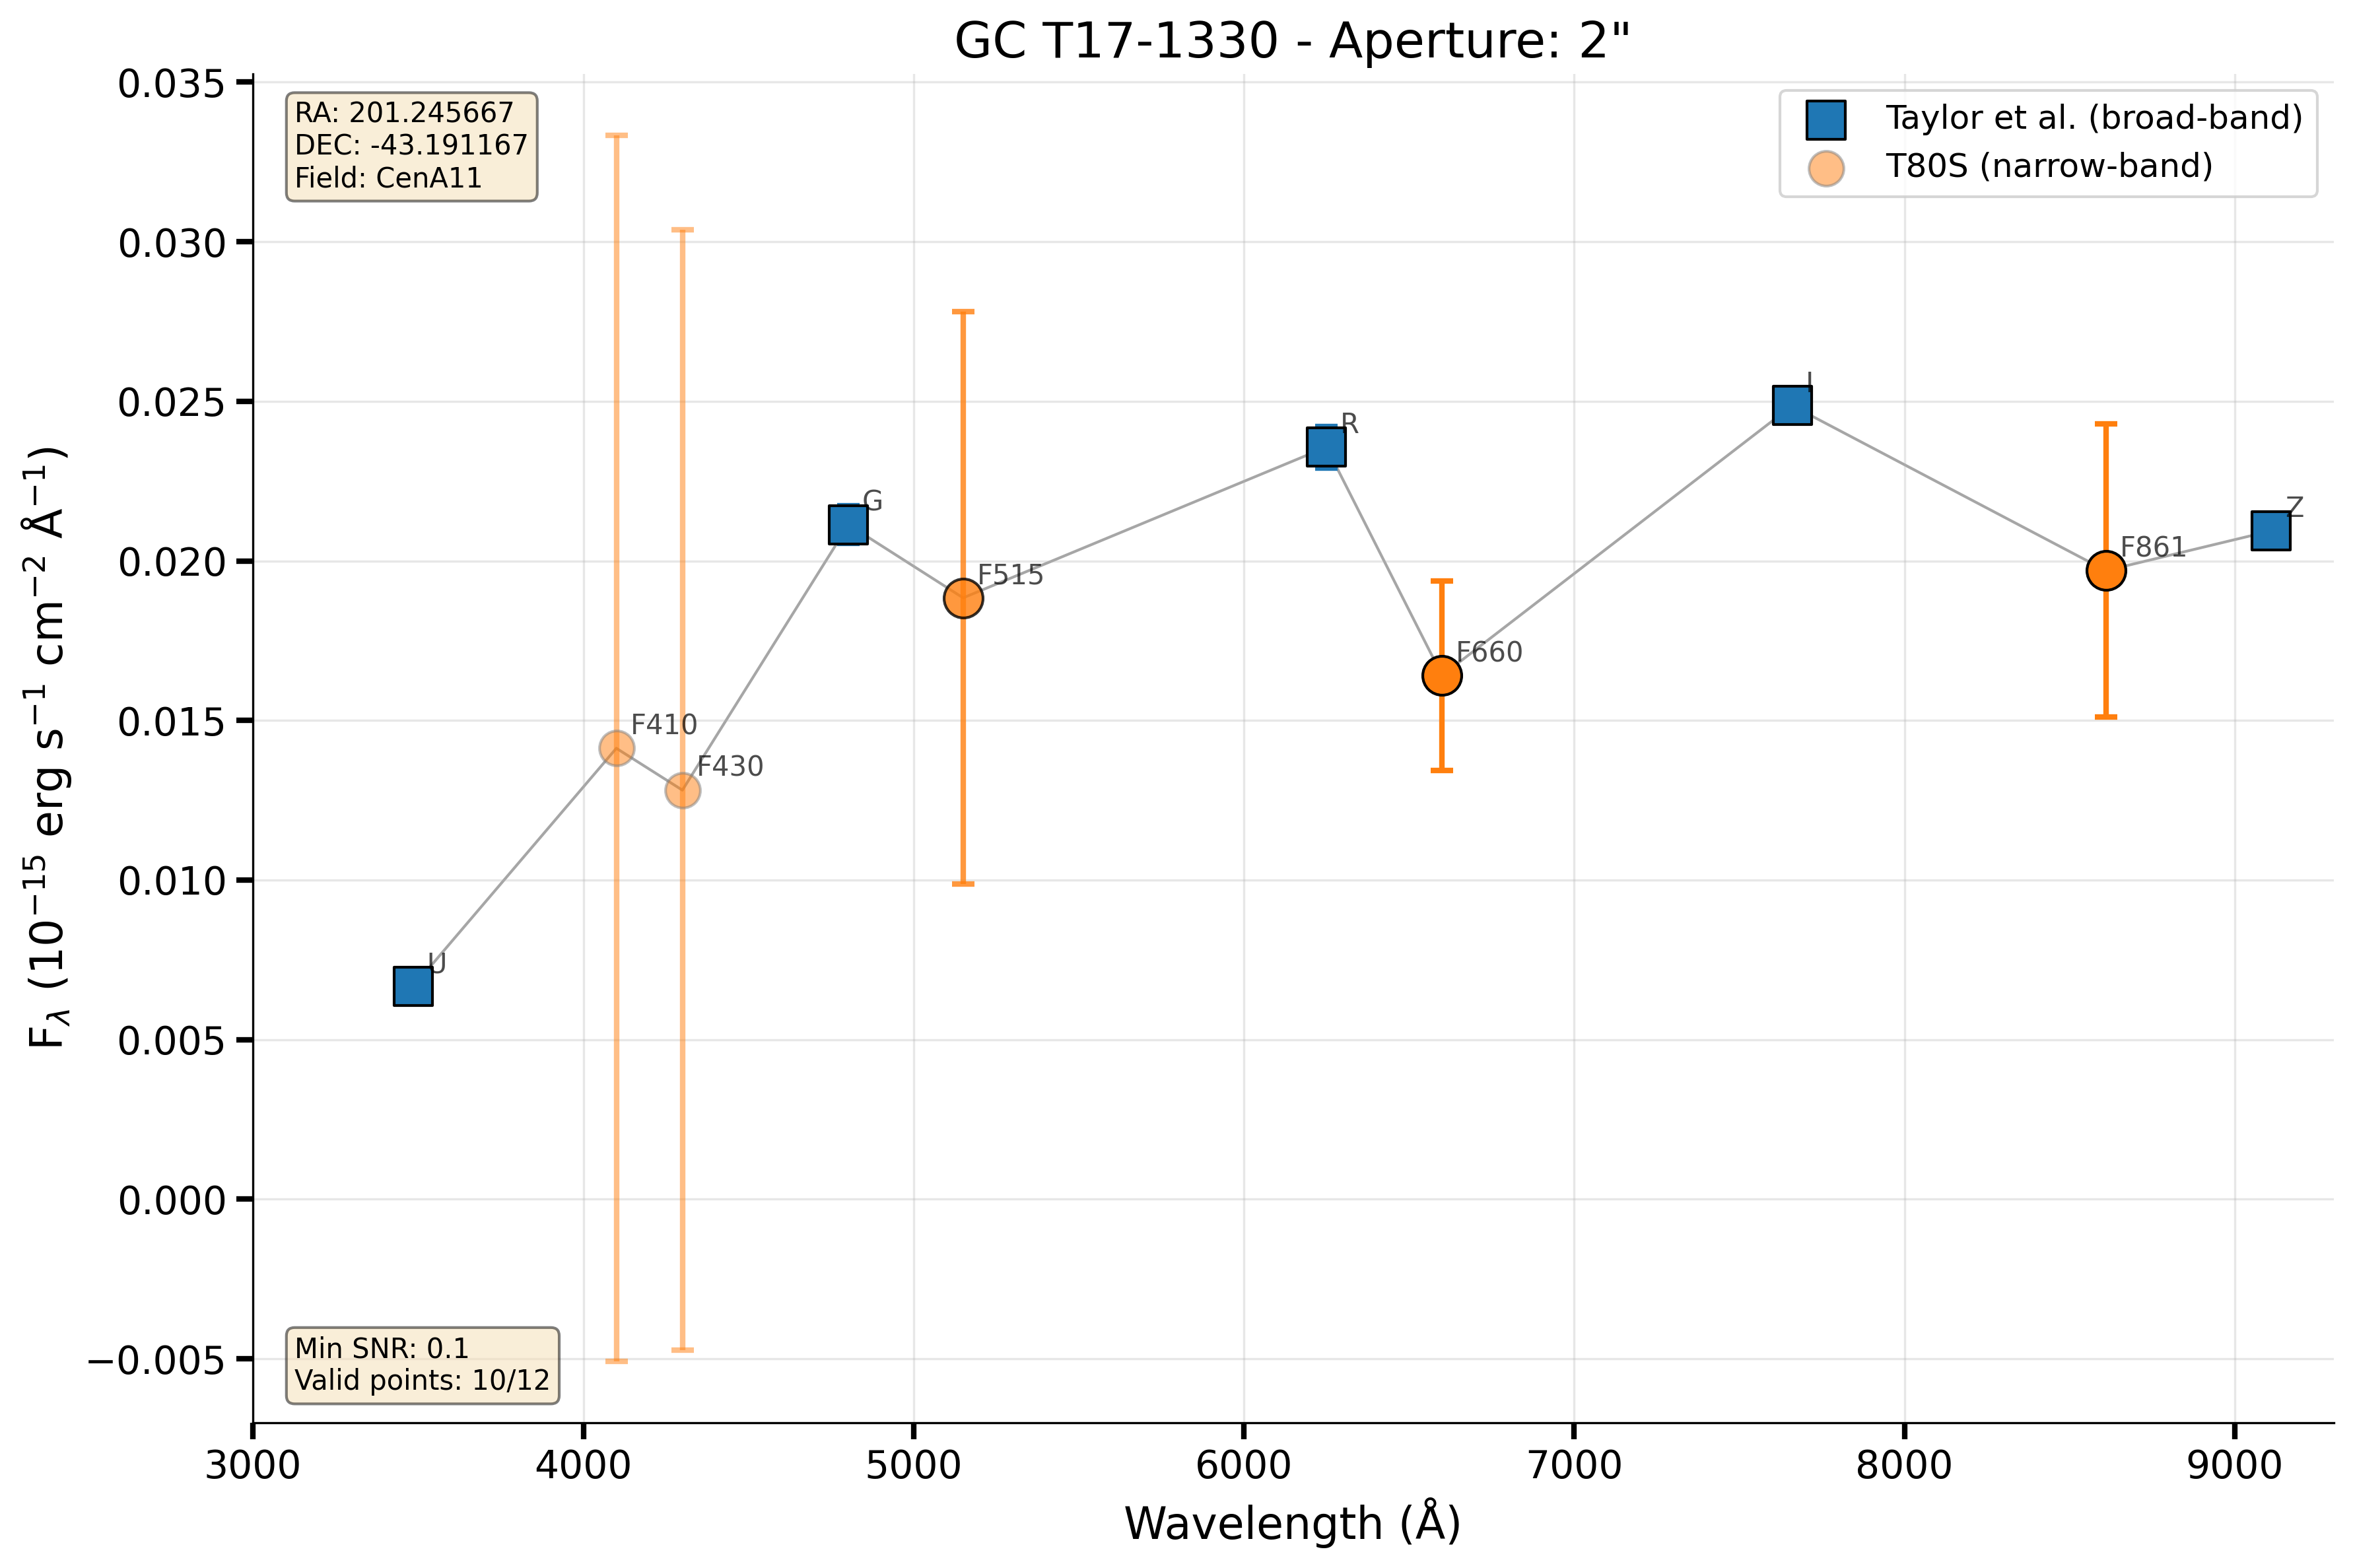 GC T17-1330 - Aperture: 2"
RA: 201.245667
DEC: -43.191167
Field: CenA11
Taylor et al. (broad-band)
T80S (narrow-band)
0.035
0.030
0.025
0.020
0.015
0.010
0.005
0.000
−0.005
F_λ (10⁻¹⁵ erg s⁻¹ cm⁻² Å⁻¹)
U
F410
F430
G
F515
R
F660
I
F861
Z
Min SNR: 0.1
Valid points: 10/12
3000 4000 5000 6000 7000 8000 9000
Wavelength (Å)